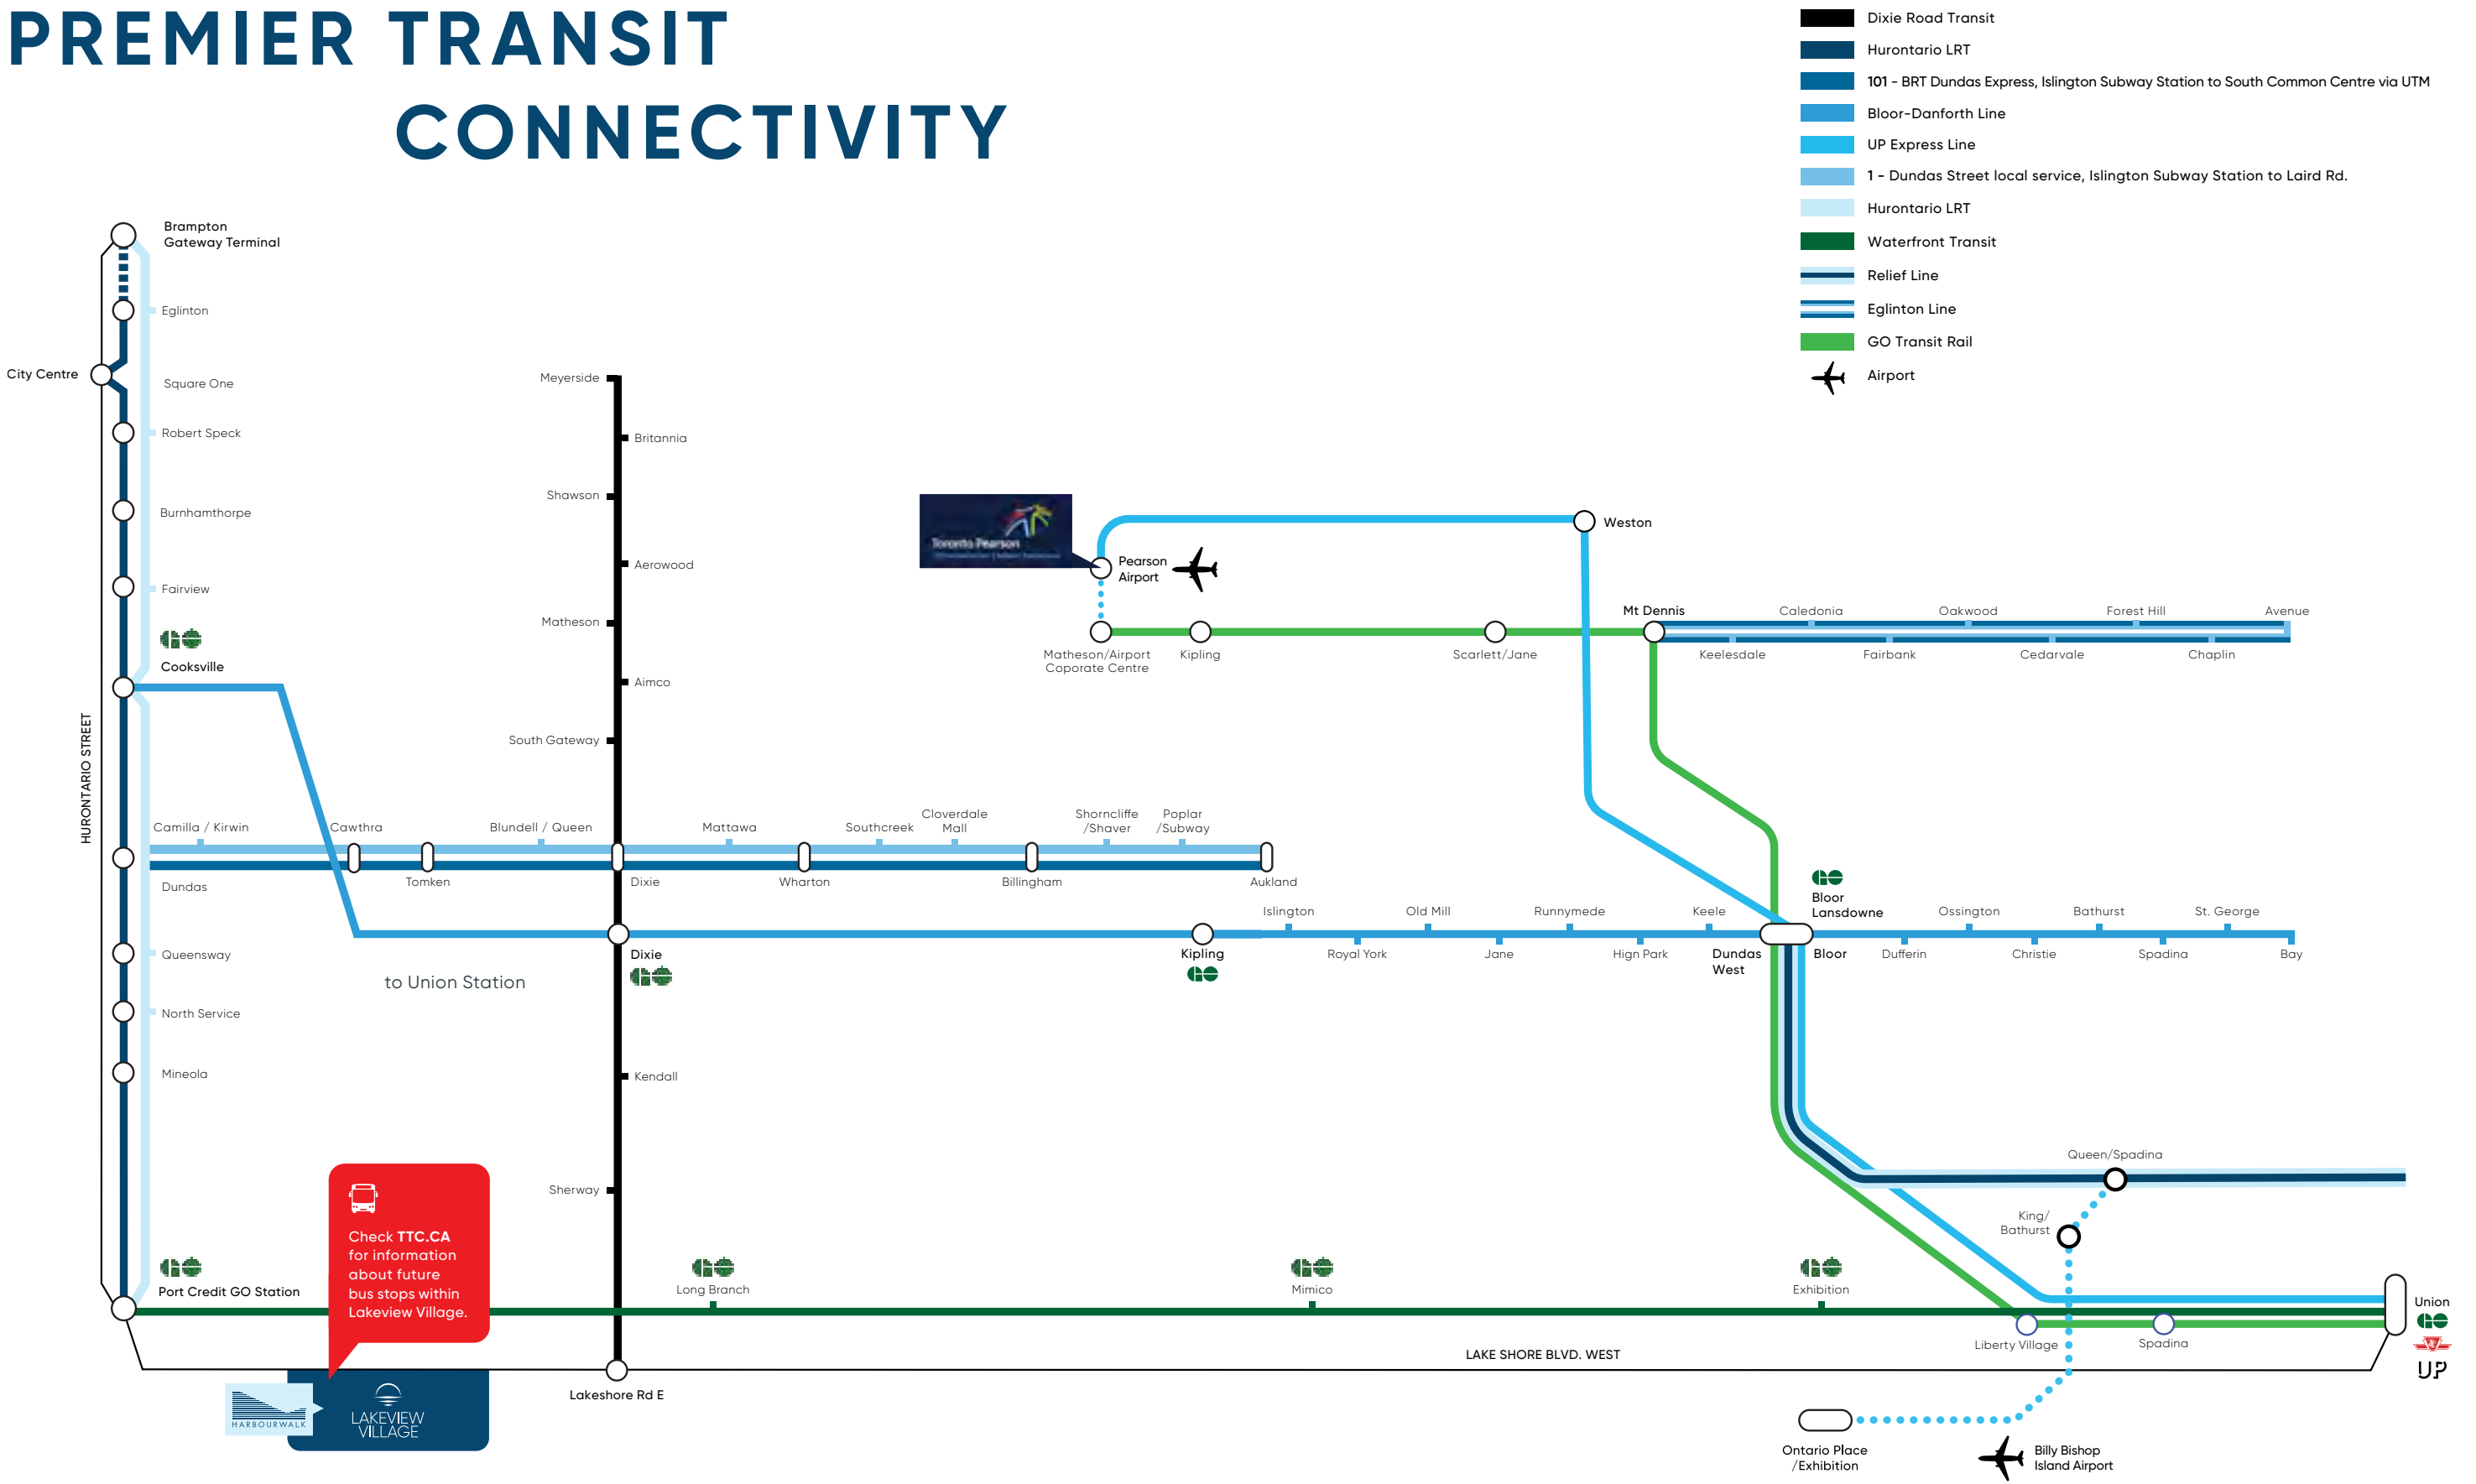 PREMIER TRANSIT
CONNECTIVITY
Dixie Road Transit
Hurontario LRT
101 - BRT Dundas Express, Islington Subway Station to South Common Centre via UTM
Bloor-Danforth Line
UP Express Line
1 - Dundas Street local service, Islington Subway Station to Laird Rd.
Hurontario LRT
Waterfront Transit
Relief Line
Eglinton Line
GO Transit Rail
Airport
Brampton
Gateway Terminal
Eglinton
City Centre
Square One
Robert Speck
Burnhamthorpe
Fairview
Cooksville
HURONTARIO STREET
Camilla / Kirwin
Dundas
Queensway
North Service
Mineola
Port Credit GO Station
Meyerside
Britannia
Shawson
Aerowood
Matheson
Aimco
South Gateway
Cawthra
Tomken
Blundell / Queen
Dixie
Mattawa
Wharton
Southcreek
Cloverdale
Mall
Billingham
Shorncliffe
/Shaver
Poplar
/Subway
Aukland
to Union Station
Dixie
Kendall
Sherway
Lakeshore Rd E
Toronto Pearson
Pearson
Airport
Weston
Matheson/Airport
Coporate Centre
Kipling
Scarlett/Jane
Mt Dennis
Keelesdale
Caledonia
Fairbank
Oakwood
Cedarvale
Forest Hill
Chaplin
Avenue
Kipling
GO
Islington
Royal York
Old Mill
Jane
Runnymede
Hign Park
Keele
Dundas
West
GO
Bloor
Lansdowne
Bloor
Dufferin
Ossington
Christie
Bathurst
Spadina
St. George
Bay
Queen/Spadina
King/
Bathurst
Check TTC.CA
for information
about future
bus stops within
Lakeview Village.
HARBOURWALK
LAKEVIEW
VILLAGE
Long Branch
Mimico
Exhibition
Liberty Village
Spadina
Union
GO
UP
LAKE SHORE BLVD. WEST
Ontario Place
/Exhibition
Billy Bishop
Island Airport